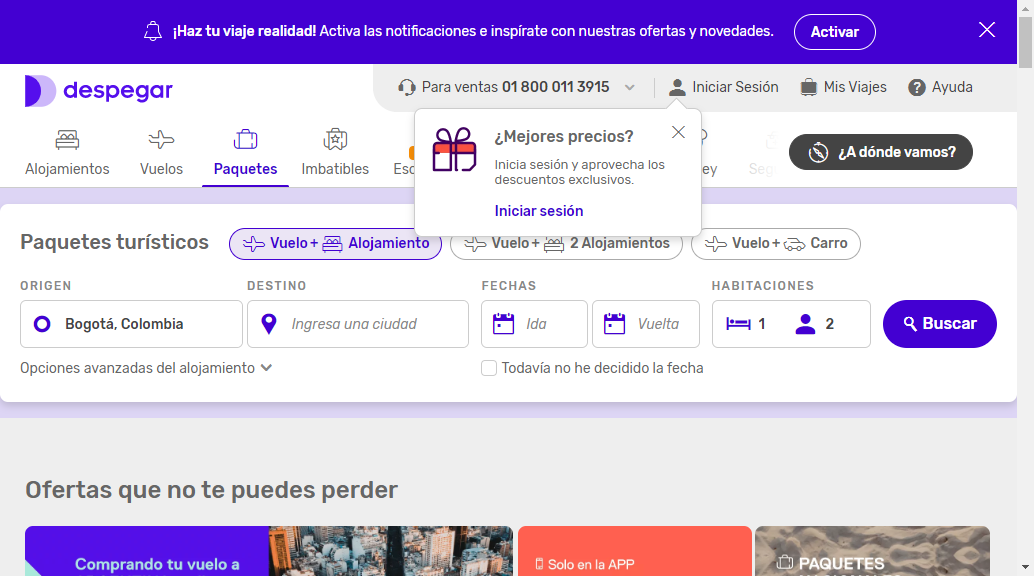 ¡Haz tu viaje realidad! Activa las notificaciones e inspírate con nuestras ofertas y novedades. Activar
despegar
Para ventas 01 800 011 3915 Iniciar Sesión Mis Viajes Ayuda
¿Mejores precios?
Inicia sesión y aprovecha los
descuentos exclusivos.
Iniciar sesión
Alojamientos Vuelos Paquetes Imbatibles Esc ey Seg ¿A dónde vamos?
Paquetes turísticos Vuelo + Alojamiento Vuelo + 2 Alojamientos Vuelo + Carro
ORIGEN DESTINO FECHAS HABITACIONES
Bogotá, Colombia Ingresa una ciudad Ida Vuelta 1 2 Buscar
Opciones avanzadas del alojamiento Todavía no he decidido la fecha
Ofertas que no te puedes perder
Comprando tu vuelo a
Solo en la APP
PAQUETES